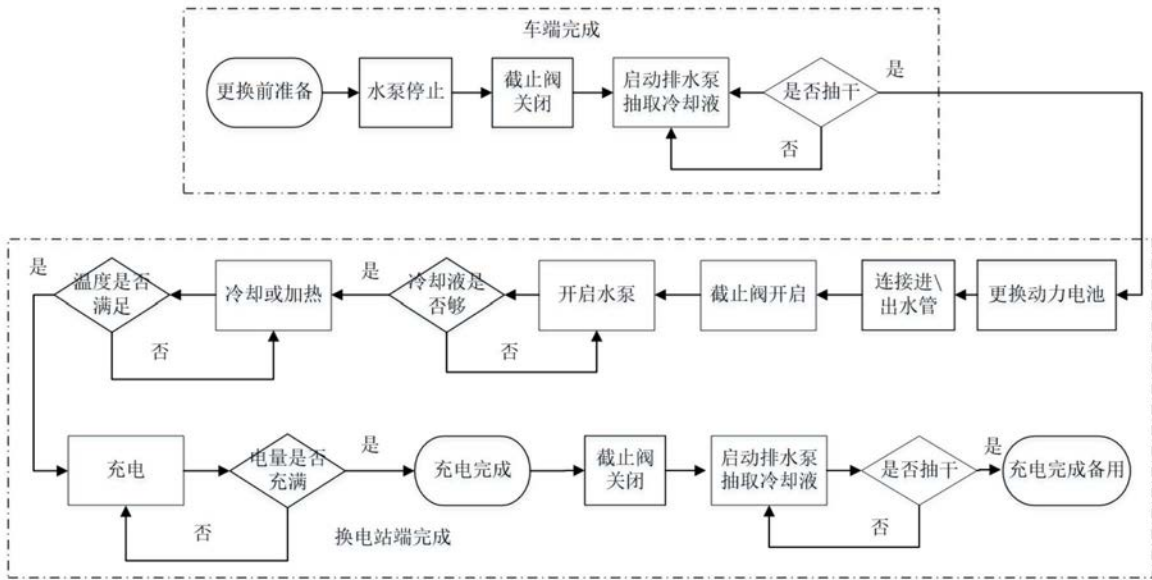 车端完成
更换前准备
水泵停止
截止阀
关闭
启动排水泵
抽取冷却液
是否抽干
是
否
更换动力电池
连接进\
出水管
截止阀开启
开启水泵
冷却液是
否够
是
否
冷却或加热
温度是否
满足
是
否
充电
电量是否
充满
是
否
充电完成
截止阀
关闭
启动排水泵
抽取冷却液
是否抽干
是
否
充电完成备用
换电站端完成